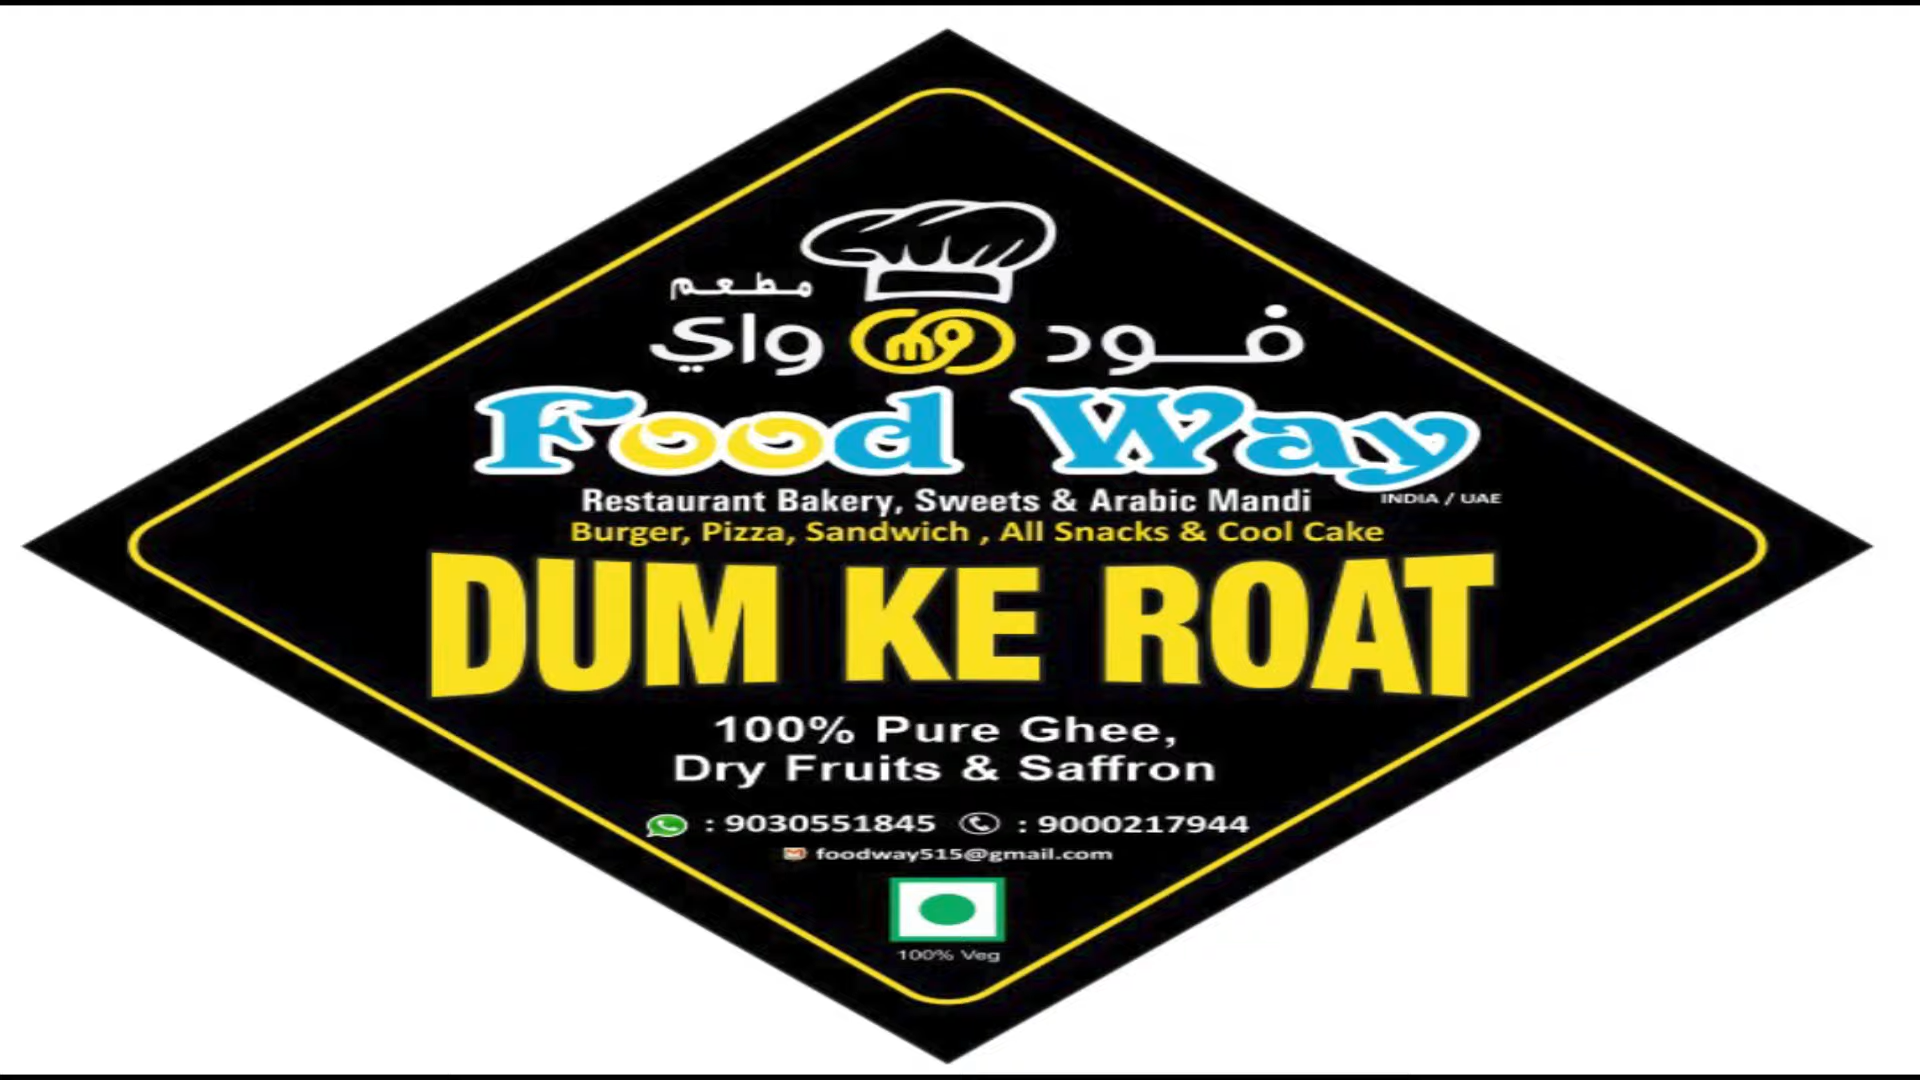 مطعم
فود واي
Food Way
INDIA / UAE
Restaurant Bakery, Sweets & Arabic Mandi
Burger, Pizza, Sandwich , All Snacks & Cool Cake
DUM KE ROAT
100% Pure Ghee,
Dry Fruits & Saffron
: 9030551845 : 9000217944
foodway515@gmail.com
100% Veg